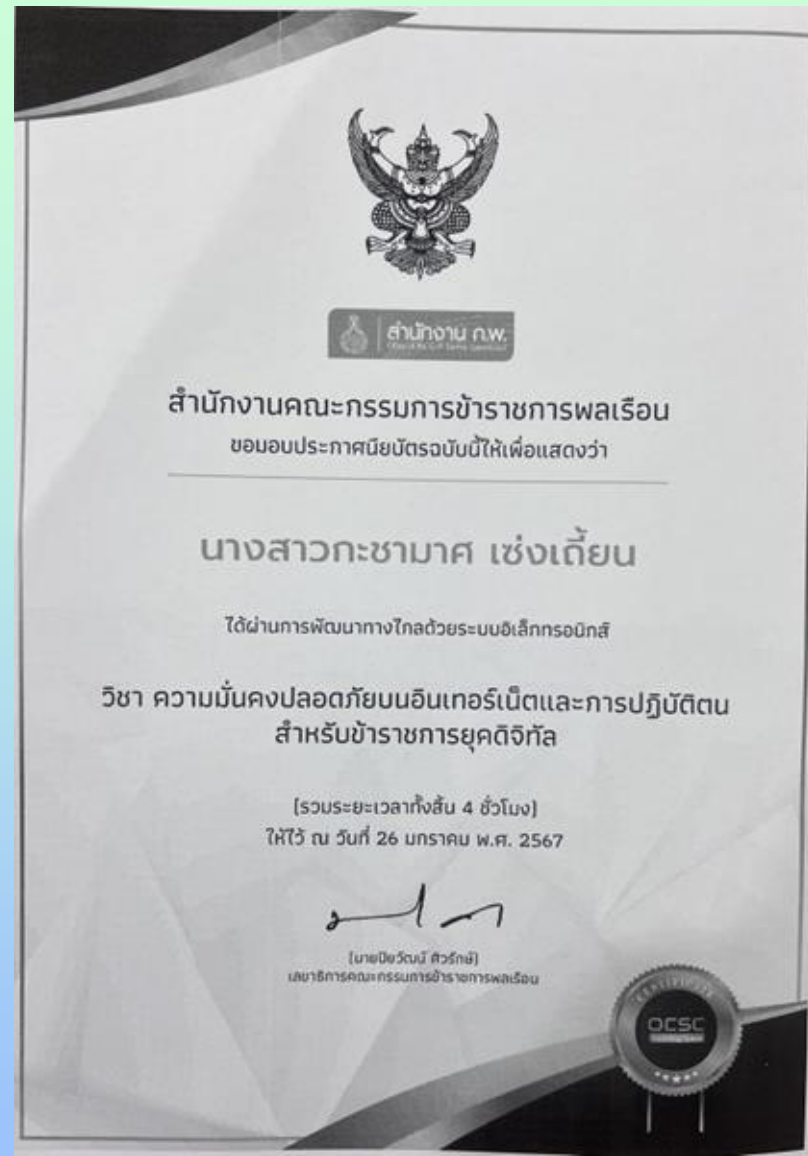 สำนักงาน ก.พ.
สำนักงานคณะกรรมการข้าราชการพลเรือน
ขอมอบประกาศนียบัตรฉบับนี้ให้เพื่อแสดงว่า
นางสาวกะชามาศ เซ่งเถี้ยน
ได้ผ่านการพัฒนาทางไกลด้วยระบบอิเล็กทรอนิกส์
วิชา ความมั่นคงปลอดภัยบนอินเทอร์เน็ตและการปฏิบัติตน
สำหรับข้าราชการยุคดิจิทัล
(รวมระยะเวลาทั้งสิ้น 4 ชั่วโมง)
ให้ไว้ ณ วันที่ 26 มกราคม พ.ศ. 2567
(นายปิยวัฒน์ ศิวรักษ์)
เลขาธิการคณะกรรมการข้าราชการพลเรือน
CERTIFICATE
OCSC